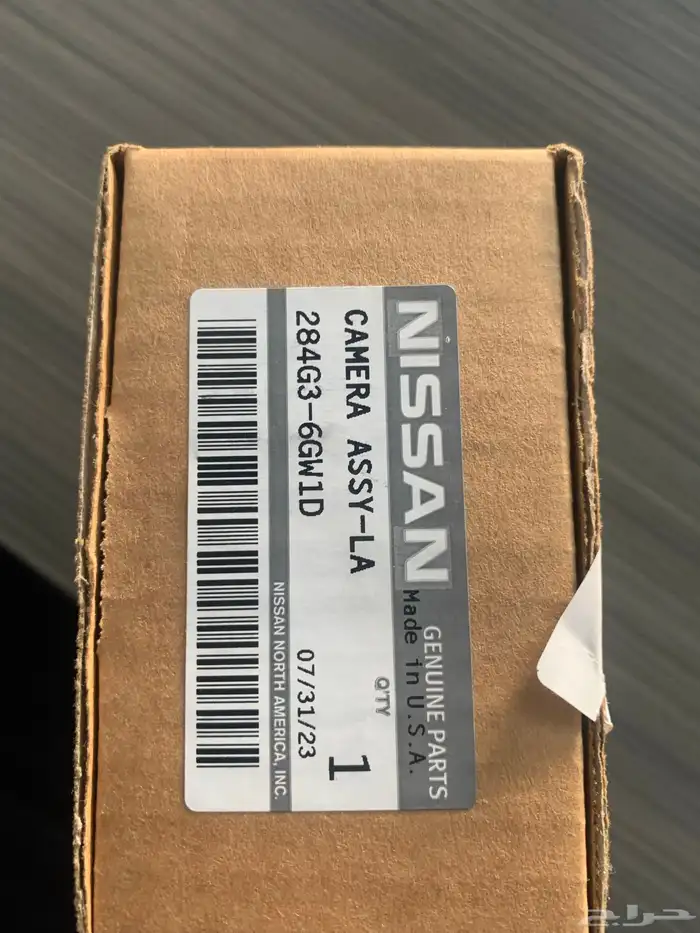 NISSAN
GENUINE PARTS
Made in U.S.A.
CAMERA ASSY-LA
Q'TY
1
284G3-6GW1D
07/31/23
NISSAN NORTH AMERICA, INC.
حراج